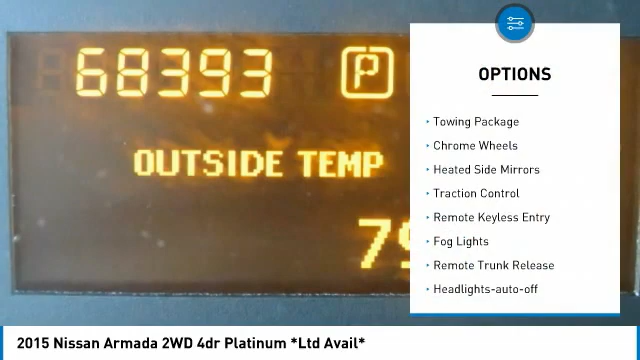 68393
P
OUTSIDE TEMP
OPTIONS
Towing Package
Chrome Wheels
Heated Side Mirrors
Traction Control
Remote Keyless Entry
Fog Lights
Remote Trunk Release
Headlights-auto-off
2015 Nissan Armada 2WD 4dr Platinum *Ltd Avail*